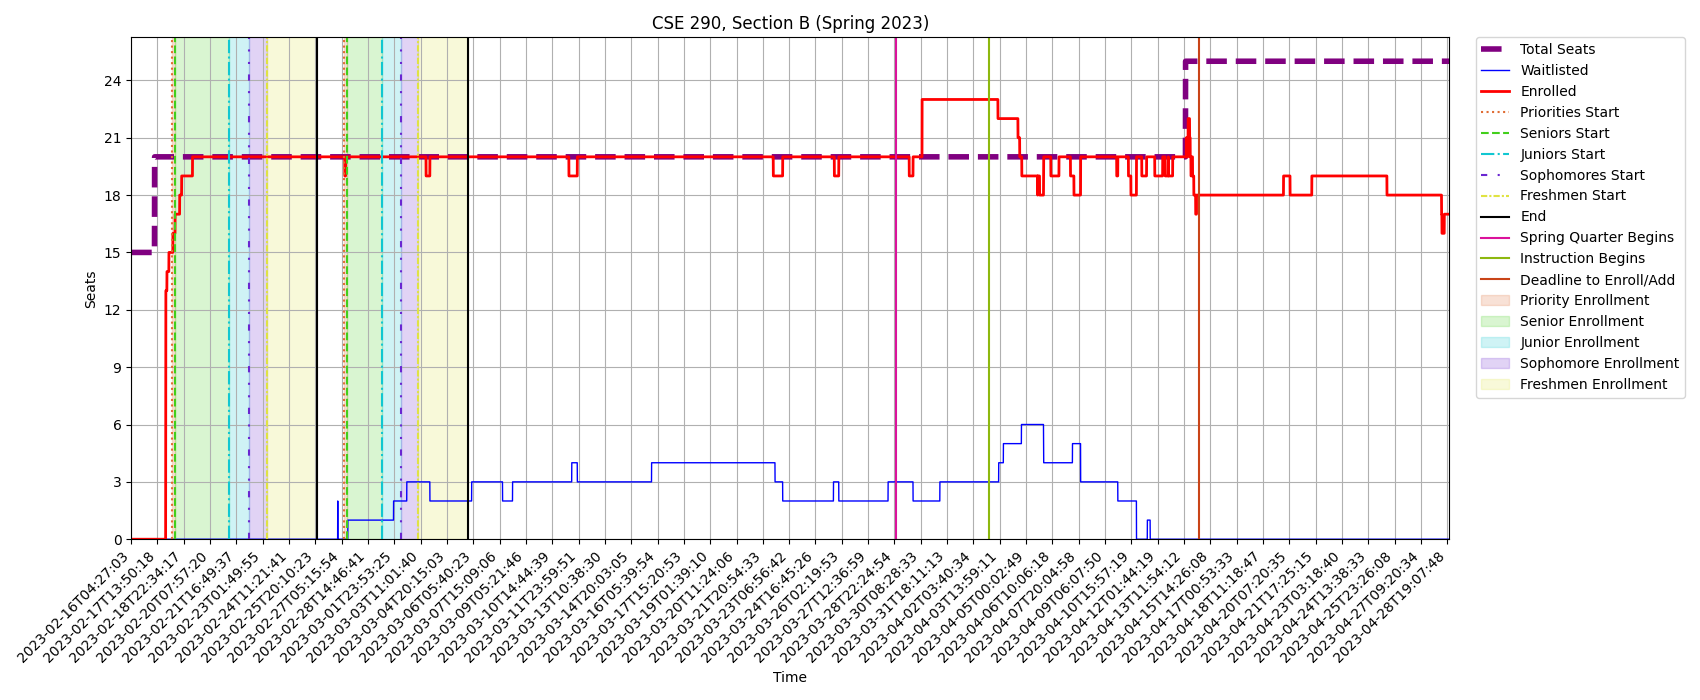 CSE 290, Section B (Spring 2023)
Seats
24
21
18
15
12
9
6
3
0
2023-02-16T04:27:03
2023-02-17T13:50:18
2023-02-18T22:34:17
2023-02-20T07:57:20
2023-02-21T16:49:37
2023-02-23T01:49:55
2023-02-24T11:21:41
2023-02-25T20:10:23
2023-02-27T05:15:54
2023-02-28T14:46:41
2023-03-01T23:53:25
2023-03-03T11:01:40
2023-03-04T20:15:03
2023-03-06T05:40:23
2023-03-07T15:09:06
2023-03-09T05:21:46
2023-03-10T14:44:39
2023-03-11T23:59:51
2023-03-13T10:38:30
2023-03-14T20:03:05
2023-03-16T05:39:54
2023-03-17T15:20:53
2023-03-19T01:39:10
2023-03-20T11:24:06
2023-03-21T20:54:33
2023-03-23T06:56:42
2023-03-24T16:45:26
2023-03-26T02:19:53
2023-03-27T12:36:59
2023-03-28T22:24:54
2023-03-30T08:28:33
2023-03-31T18:11:13
2023-04-02T03:40:34
2023-04-03T13:59:11
2023-04-05T00:02:49
2023-04-06T10:06:18
2023-04-07T20:04:58
2023-04-09T06:07:50
2023-04-10T15:57:19
2023-04-12T01:44:19
2023-04-13T11:54:12
2023-04-15T14:26:08
2023-04-17T00:53:33
2023-04-18T11:18:47
2023-04-20T07:20:35
2023-04-21T17:25:15
2023-04-24T03:18:40
2023-04-24T13:38:33
2023-04-25T23:26:08
2023-04-27T09:20:34
2023-04-28T19:07:48
Time
Total Seats
Waitlisted
Enrolled
Priorities Start
Seniors Start
Juniors Start
Sophomores Start
Freshmen Start
End
Spring Quarter Begins
Instruction Begins
Deadline to Enroll/Add
Priority Enrollment
Senior Enrollment
Junior Enrollment
Sophomore Enrollment
Freshmen Enrollment